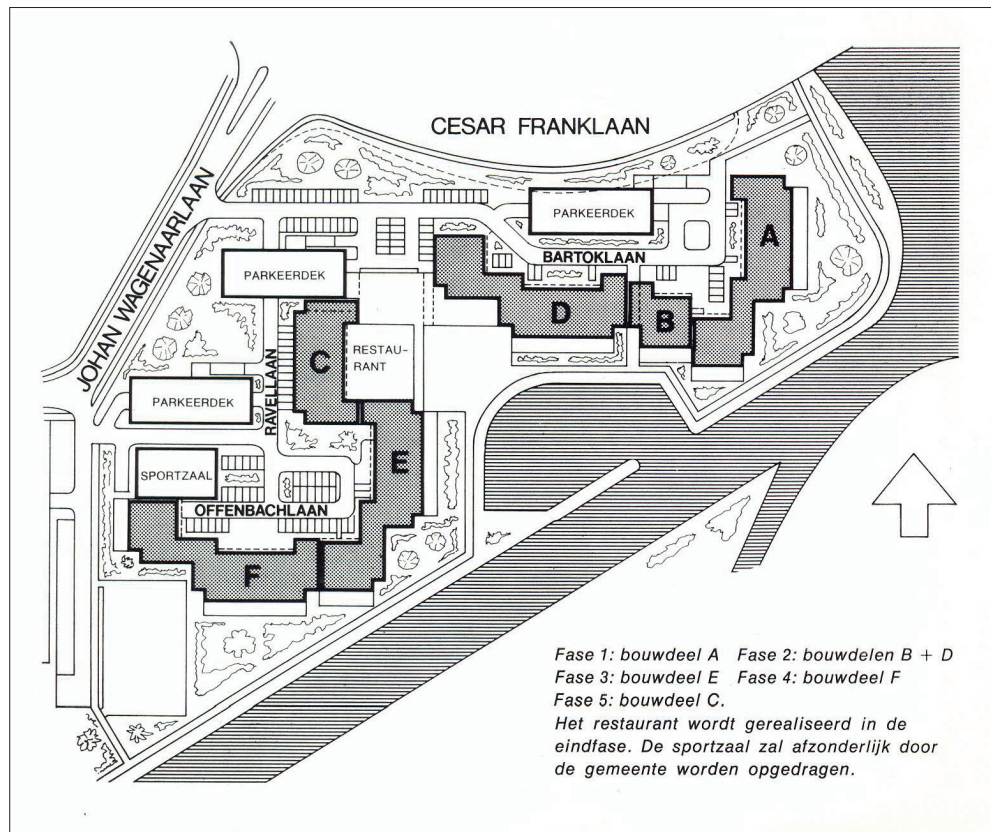 CESAR FRANKLAAN
JOHAN WAGENAARLAAN
PARKEERDEK
A
BARTOKLAAN
PARKEERDEK
D
B
C
RESTAU-
RANT
RAVELLAAN
PARKEERDEK
E
SPORTZAAL
OFFENBACHLAAN
F
Fase 1: bouwdeel A Fase 2: bouwdelen B + D
Fase 3: bouwdeel E Fase 4: bouwdeel F
Fase 5: bouwdeel C.
Het restaurant wordt gerealiseerd in de
eindfase. De sportzaal zal afzonderlijk door
de gemeente worden opgedragen.